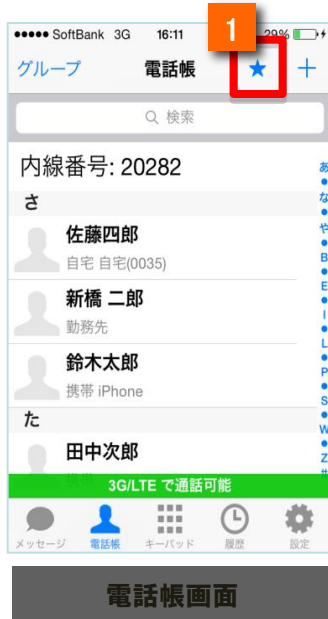 ●●●●● SoftBank 3G 16:11 29%
1
グループ 電話帳 ★ +
検索
内線番号: 20282
さ
佐藤四郎
自宅 自宅(0035)
新橋 二郎
勤務先
鈴木太郎
携帯 iPhone
た
田中次郎
3G/LTE で通話可能
メッセージ 電話帳 キーパッド 履歴 設定
あ
な
や
B
E
I
L
P
S
W
Z
#
電話帳画面